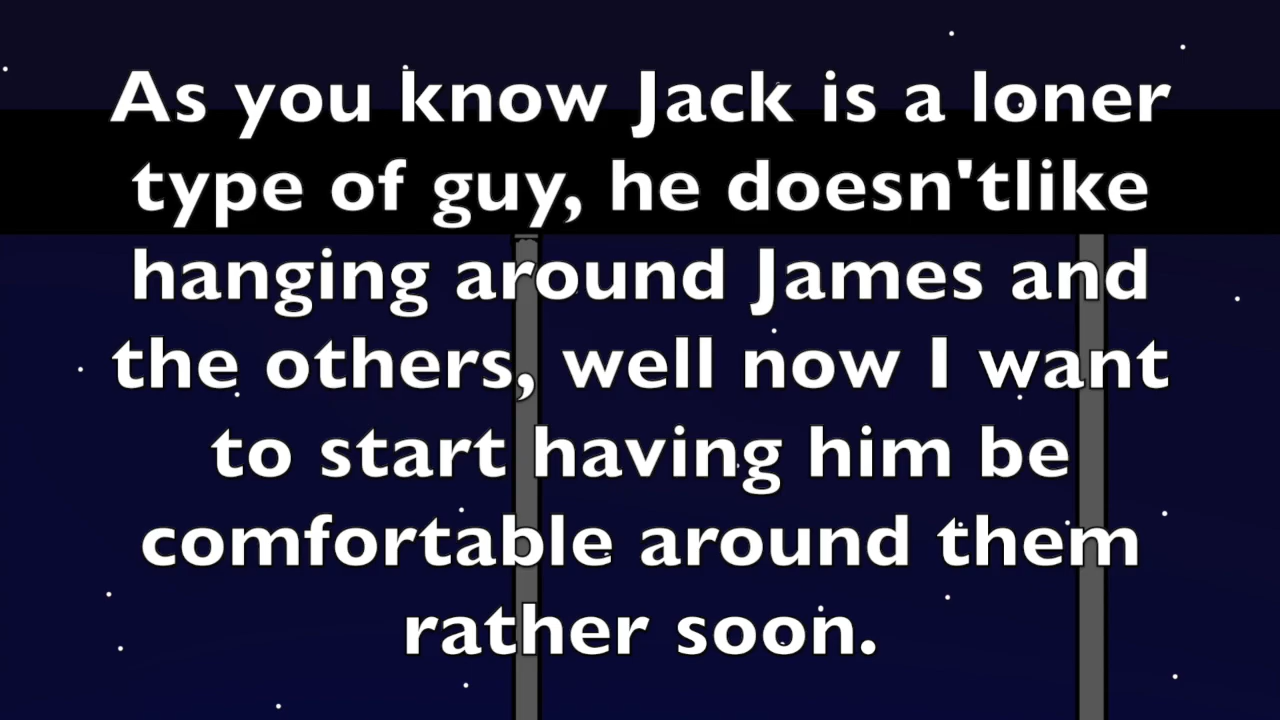 As you know Jack is a loner
type of guy, he doesn'tlike
hanging around James and
the others, well now I want
to start having him be
comfortable around them
rather soon.